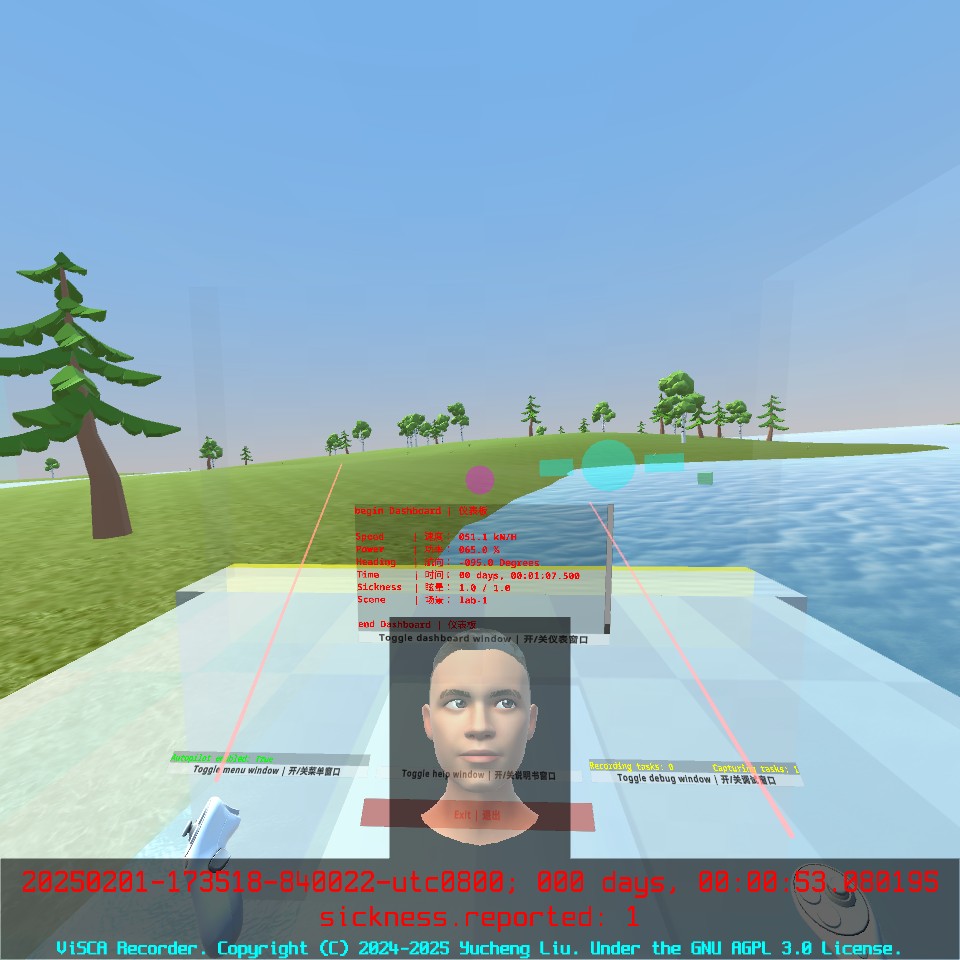 begin Dashboard | 仪表板
Speed | 速度: 051.1 kN/H
Power | 功率: 065.0 %
Heading | 航向: -095.0 Degrees
Time | 时间: 00 days, 00:01:07.500
Sickness | 眩晕: 1.0 / 1.0
Scene | 场景: lab-1
end Dashboard | 仪表板
Toggle dashboard window | 开/关仪表窗口
Autopilot enabled: True
Toggle menu window | 开/关菜单窗口
Toggle help window | 开/关说明书窗口
Recording tasks: 0 Capturing tasks: 1
Toggle debug window | 开/关调试窗口
Exit | 退出
20250201-173518-840022-utc0800; 000 days, 00:00:53.080195
sickness.reported: 1
ViSCA Recorder. Copyright (C) 2024-2025 Yucheng Liu. Under the GNU AGPL 3.0 License.